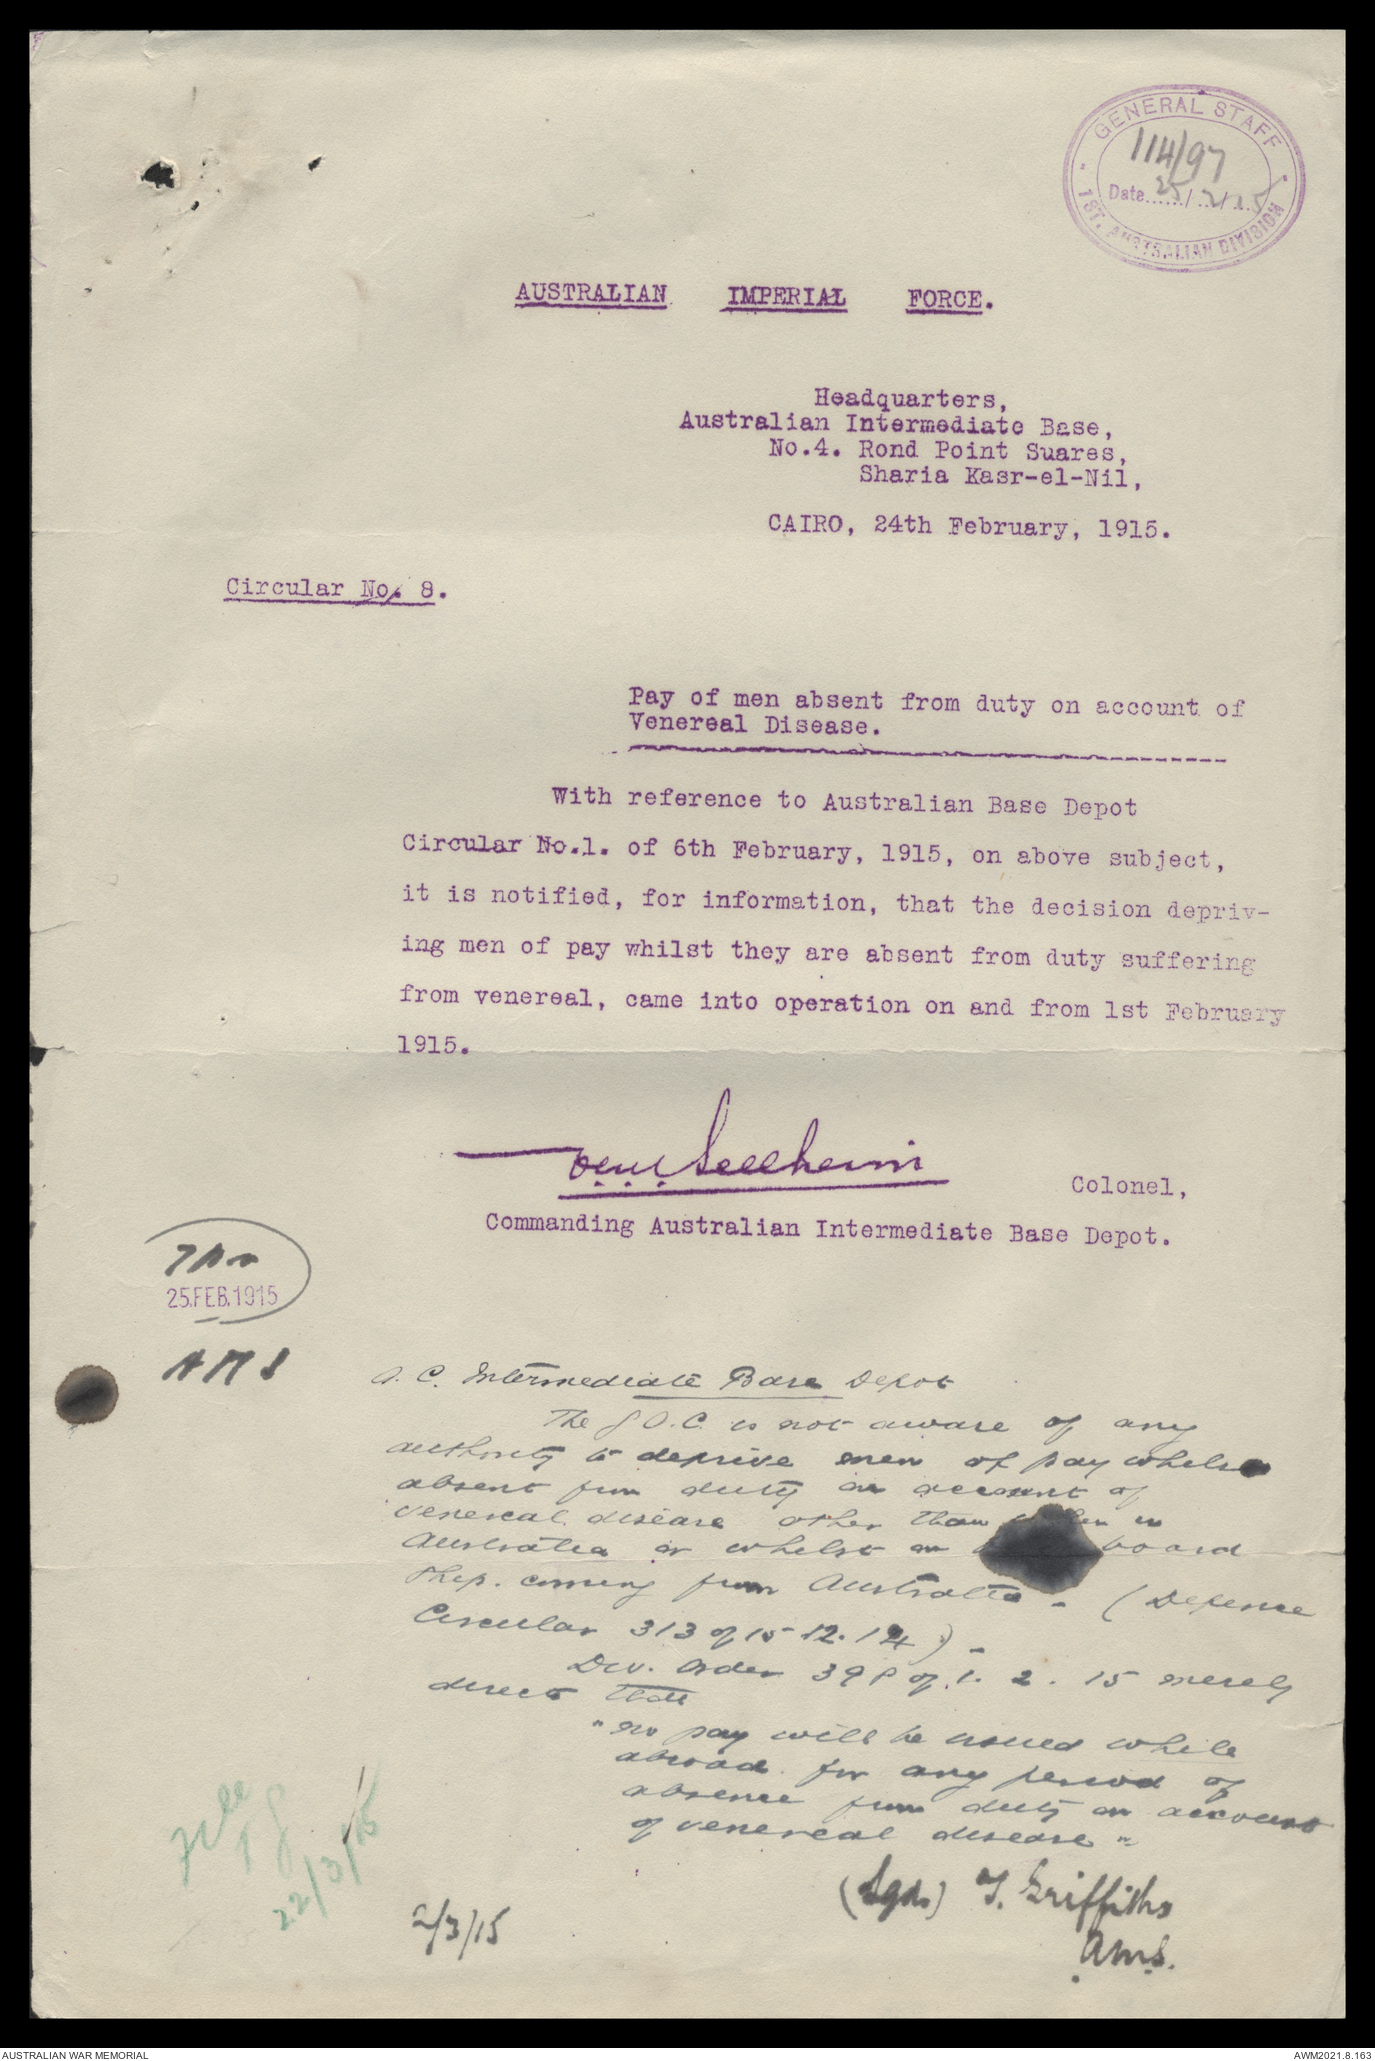 GENERAL STAFF
114/97
Date 25/2/15
1ST. AUSTRALIAN DIVISION
AUSTRALIAN IMPERIAL FORCE.
Headquarters,
Australian Intermediate Base,
No.4. Rond Point Suares,
Sharia Kasr-el-Nil,
CAIRO, 24th February, 1915.
Circular No. 8.
Pay of men absent from duty on account of
Venereal Disease.
With reference to Australian Base Depot
Circular No.1. of 6th February, 1915, on above subject,
it is notified, for information, that the decision depriv-
ing men of pay whilst they are absent from duty suffering
from venereal, came into operation on and from 1st February
1915.
Sellheim
Colonel,
Commanding Australian Intermediate Base Depot.
25.FEB.1915
AMS
O.C. Intermediate Base Depot
The G.O.C. is not aware of any
authority to deprive men of pay whilst
absent from duty on account of
venereal disease other than when in
Australia or whilst on board
ship coming from Australia. (Defence
Circular 313 of 15-12.14).
Div. Order 398 of 1. 2. 15 merely
directs that
"no pay will be issued while
abroad for any period of
absence from duty on account
of venereal disease"
(Sgd.) T. Griffiths
AMS.
2/3/15
22/3/15
AUSTRALIAN WAR MEMORIAL
AWM2021.8.163